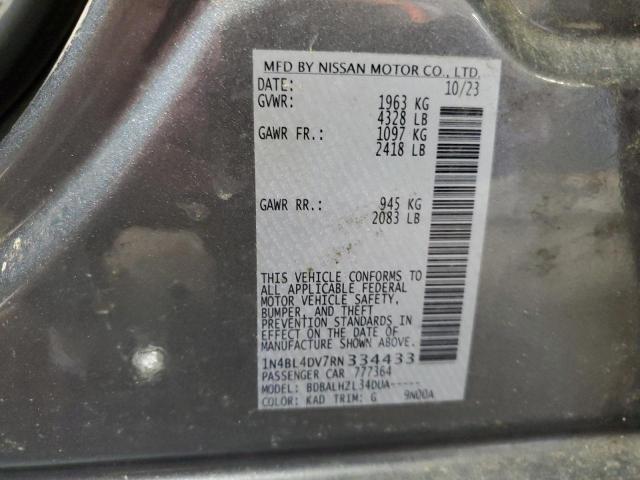 MFD BY NISSAN MOTOR CO., LTD.
DATE: 10/23
GVWR: 1963 KG
4328 LB
GAWR FR.: 1097 KG
2418 LB
GAWR RR.: 945 KG
2083 LB
THIS VEHICLE CONFORMS TO
ALL APPLICABLE FEDERAL
MOTOR VEHICLE SAFETY,
BUMPER, AND THEFT
PREVENTION STANDARDS IN
EFFECT ON THE DATE OF
MANUFACTURE SHOWN ABOVE.
1N4BL4DV7RN334433
PASSENGER CAR 777364
MODEL: BDBALHZL34DUA-----
COLOR: KAD TRIM: G 9N00A